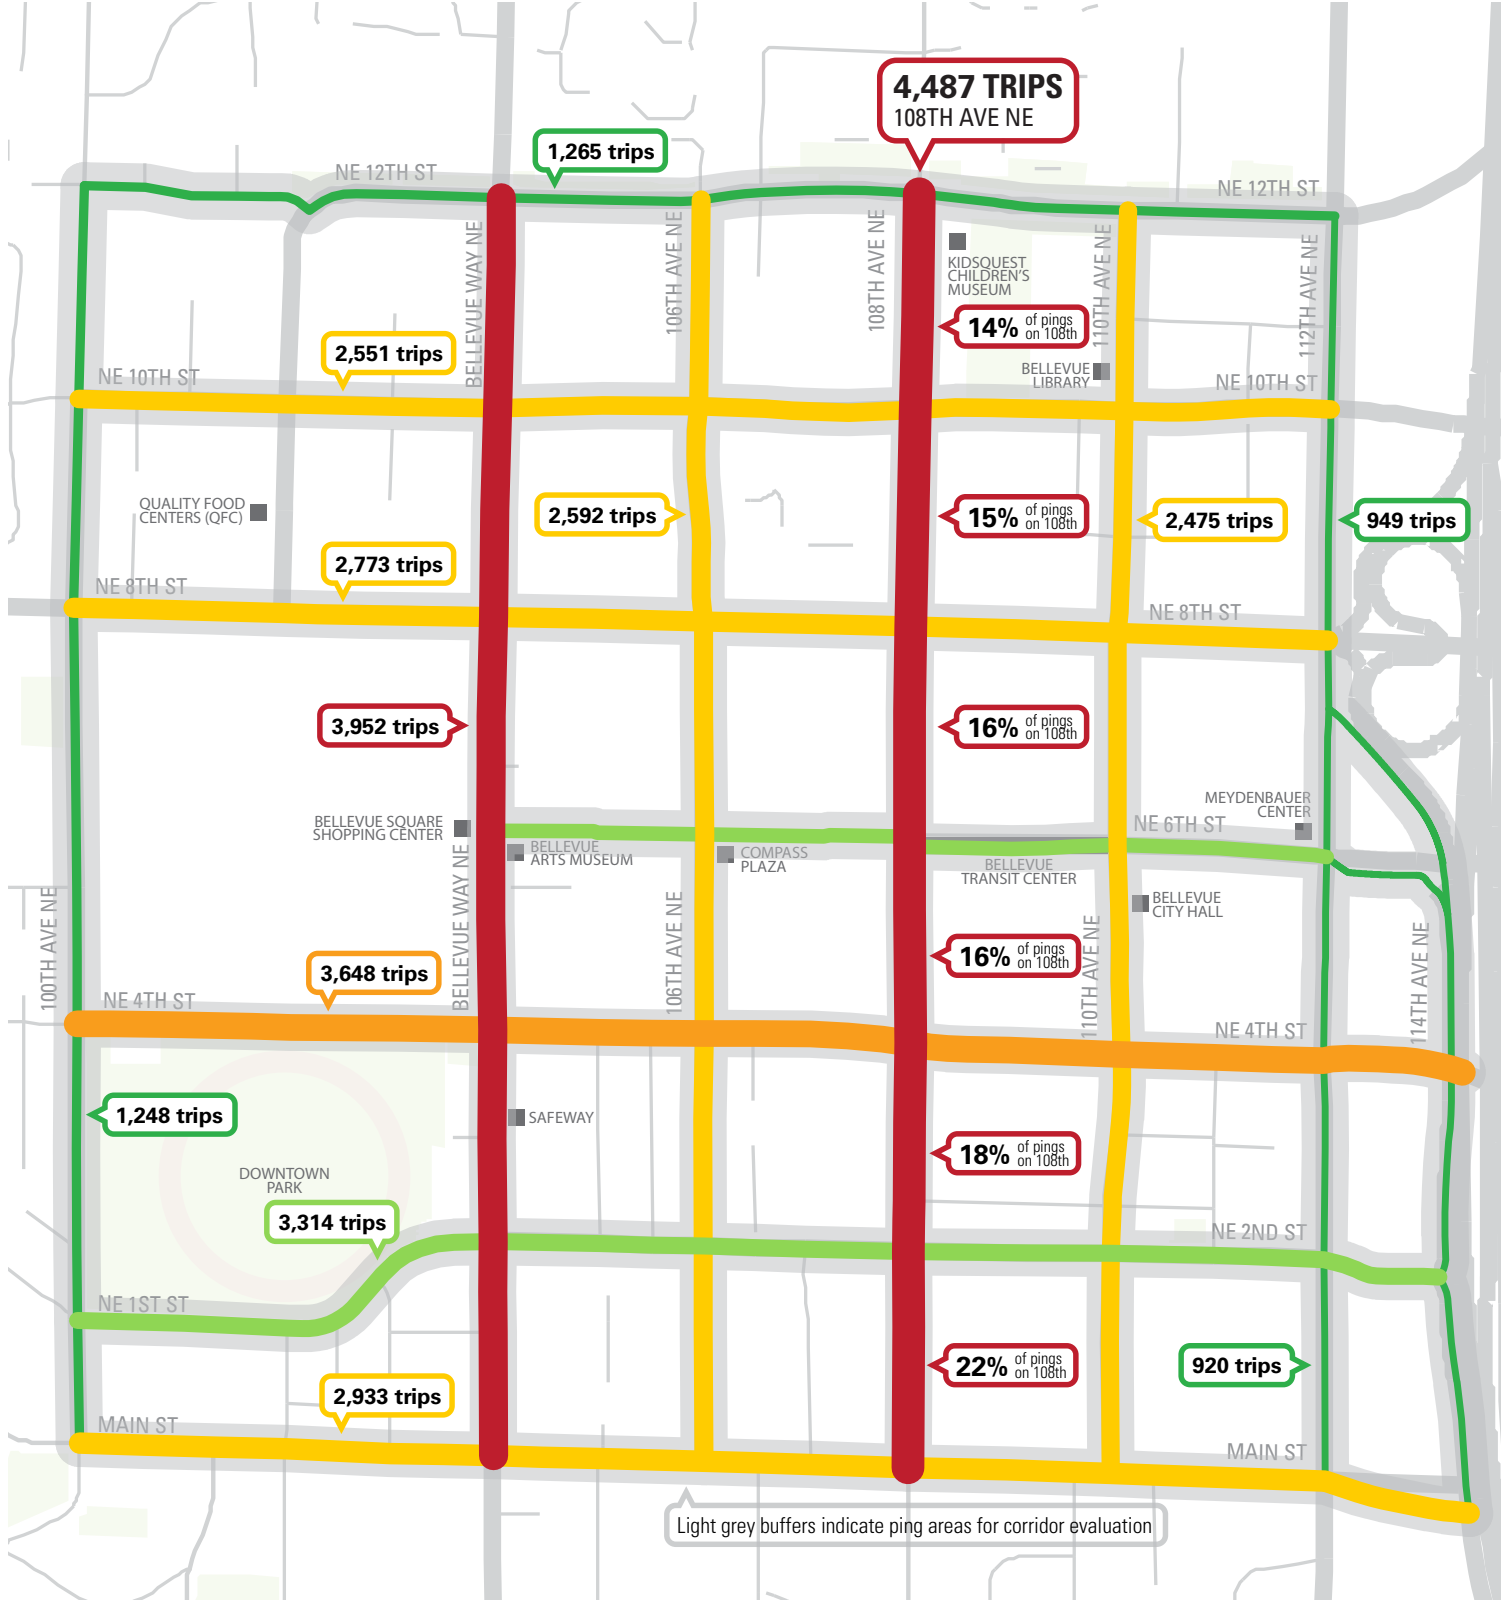 4,487 TRIPS
108TH AVE NE
1,265 trips
NE 12TH ST
NE 12TH ST
BELLEVUE WAY NE
106TH AVE NE
108TH AVE NE
110TH AVE NE
112TH AVE NE
KIDSQUEST
CHILDREN'S
MUSEUM
14% of pings
on 108th
2,551 trips
NE 10TH ST
BELLEVUE
LIBRARY
NE 10TH ST
QUALITY FOOD
CENTERS (QFC)
2,592 trips
15% of pings
on 108th
2,475 trips
949 trips
2,773 trips
NE 8TH ST
NE 8TH ST
3,952 trips
16% of pings
on 108th
MEYDENBAUER
CENTER
BELLEVUE SQUARE
SHOPPING CENTER
NE 6TH ST
BELLEVUE
ARTS MUSEUM
COMPASS
PLAZA
BELLEVUE
TRANSIT CENTER
BELLEVUE
CITY HALL
100TH AVE NE
BELLEVUE WAY NE
106TH AVE NE
110TH AVE NE
114TH AVE NE
16% of pings
on 108th
3,648 trips
NE 4TH ST
NE 4TH ST
1,248 trips
SAFEWAY
18% of pings
on 108th
DOWNTOWN
PARK
3,314 trips
NE 2ND ST
NE 1ST ST
22% of pings
on 108th
920 trips
2,933 trips
MAIN ST
MAIN ST
Light grey buffers indicate ping areas for corridor evaluation